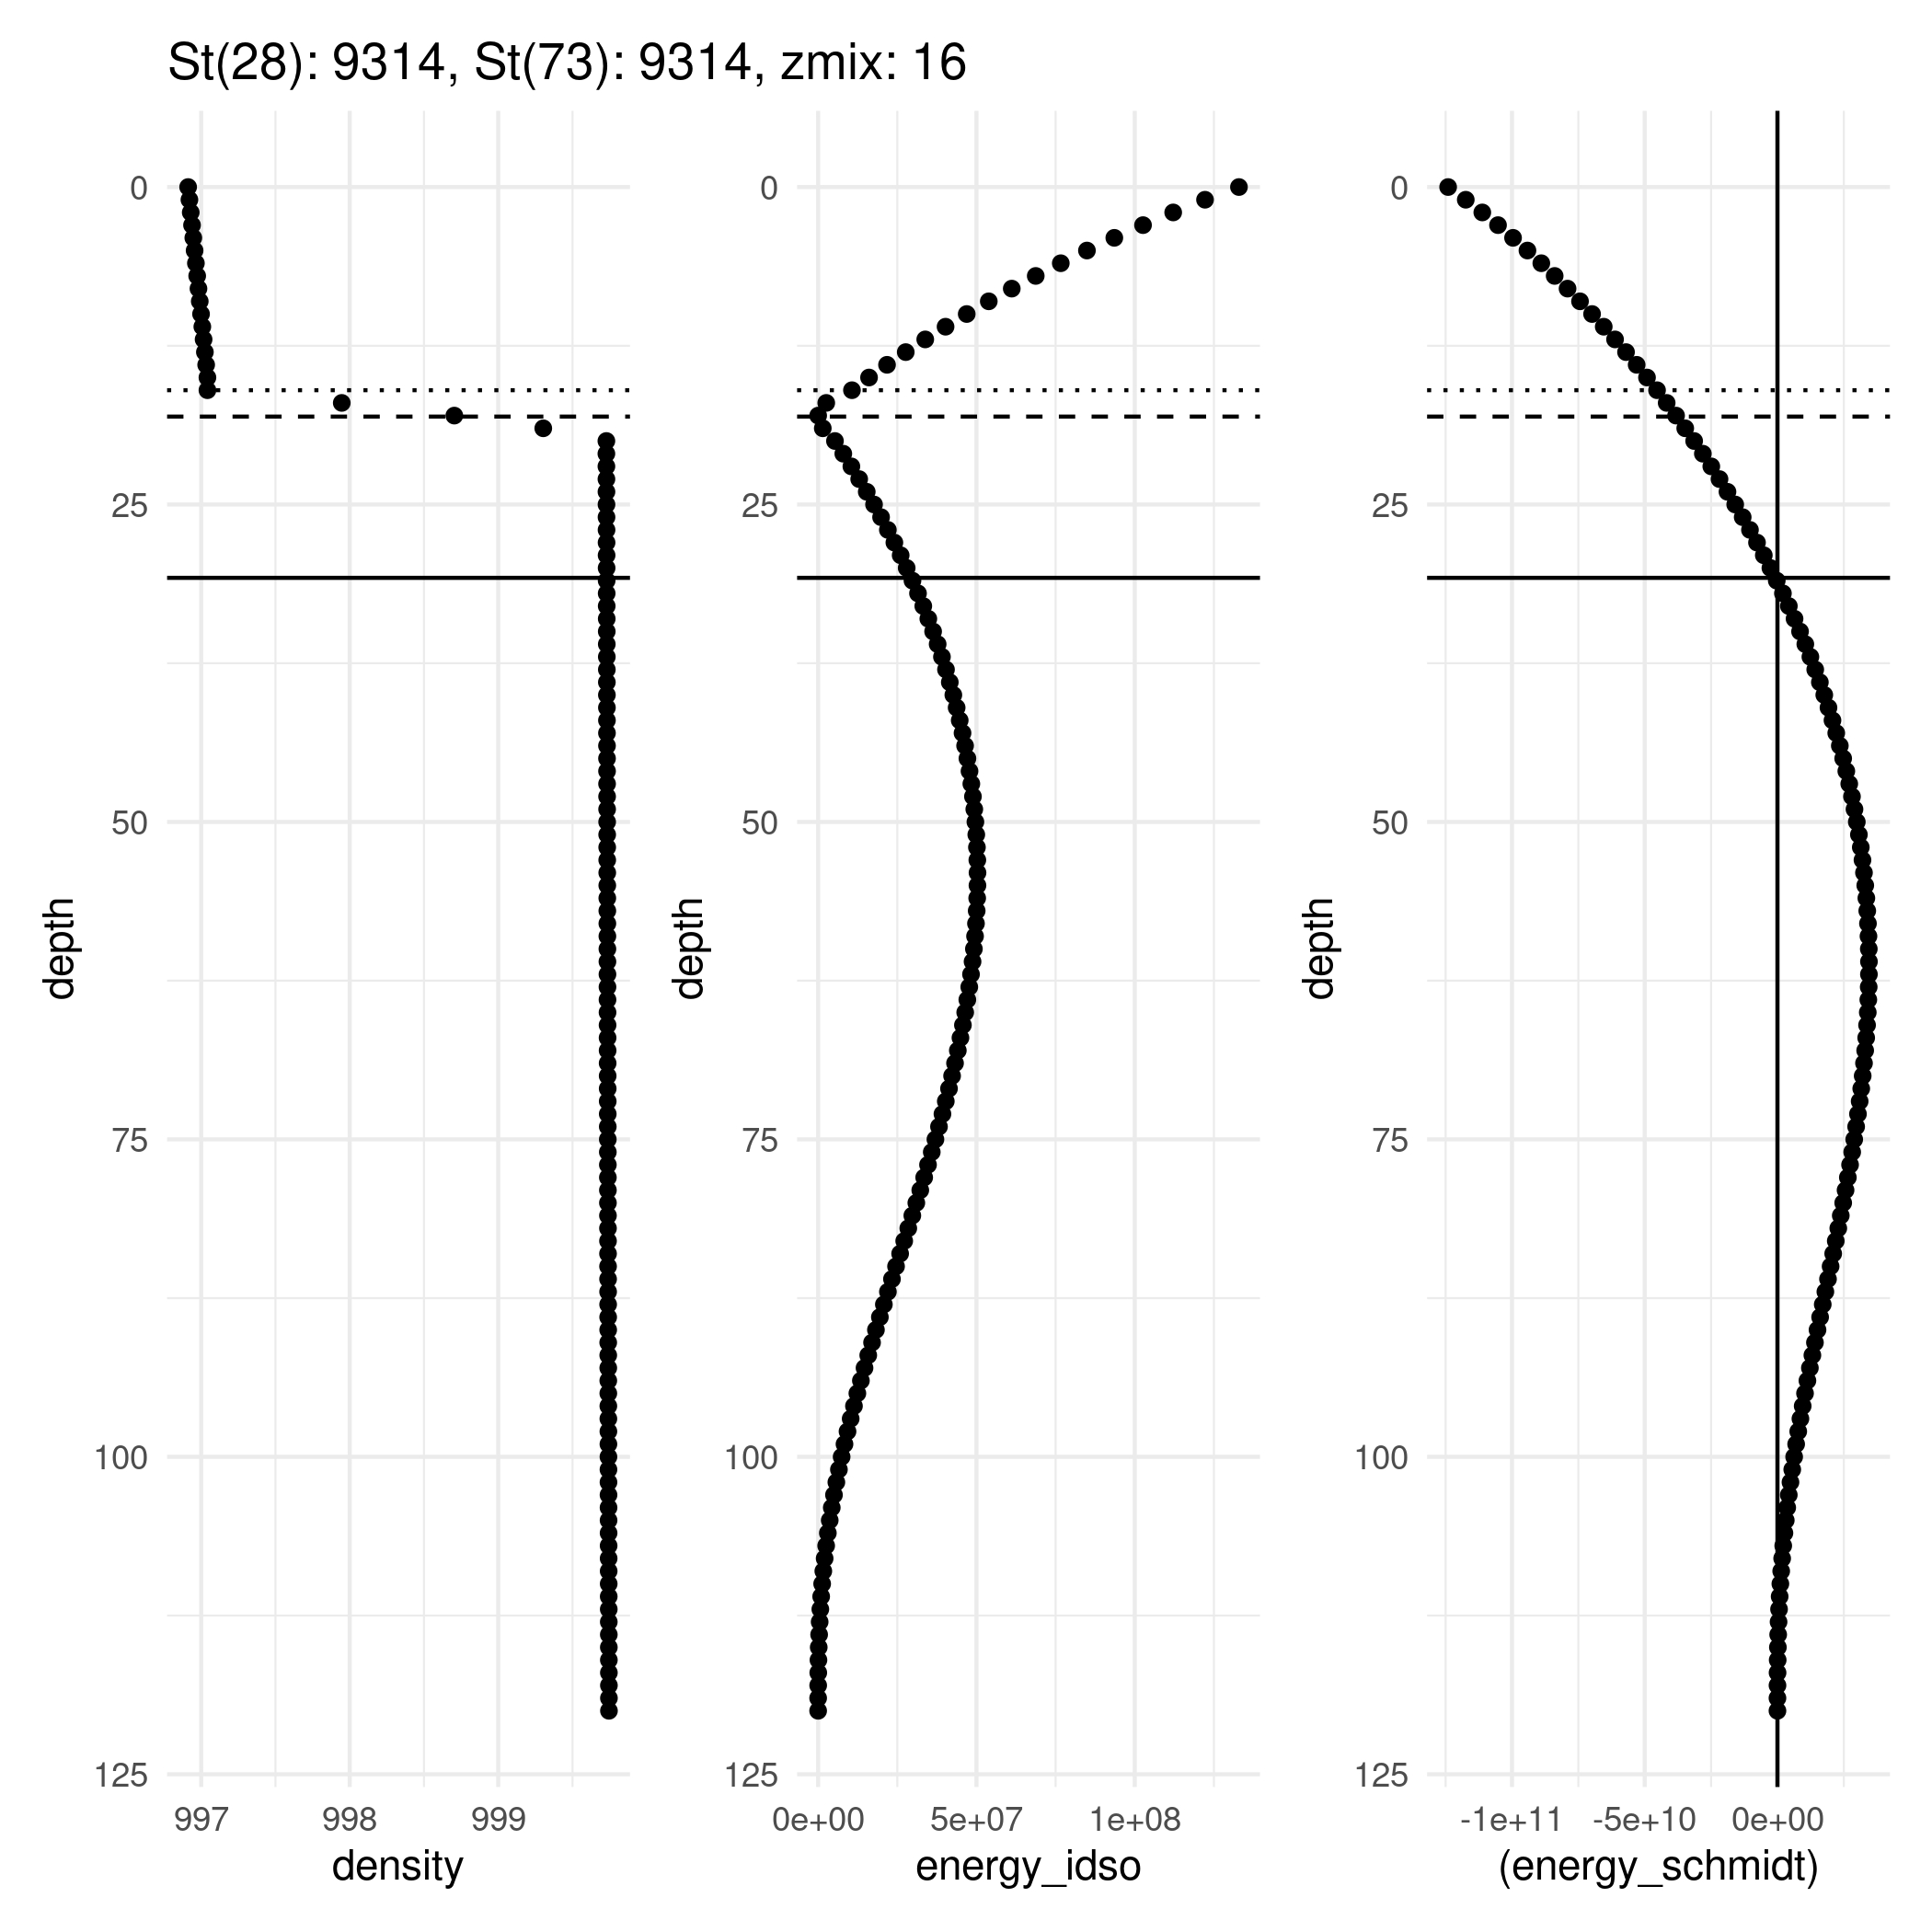 St(28): 9314, St(73): 9314, zmix: 16
0
25
50
75
100
125
depth
997 998 999
density
0
25
50
75
100
125
depth
0e+00 5e+07 1e+08
energy_idso
0
25
50
75
100
125
depth
-1e+11 -5e+10 0e+00
(energy_schmidt)